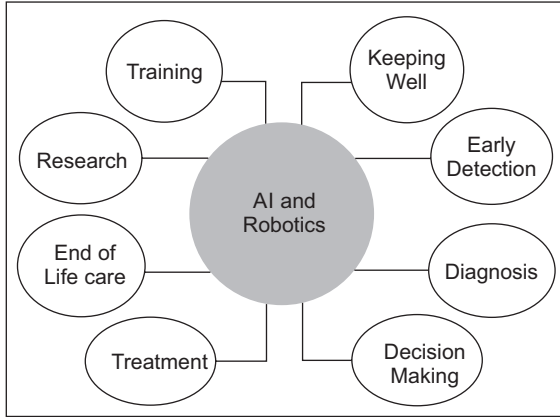 Training
Keeping
Well
Research
Early
Detection
AI and
Robotics
End of
Life care
Diagnosis
Treatment
Decision
Making